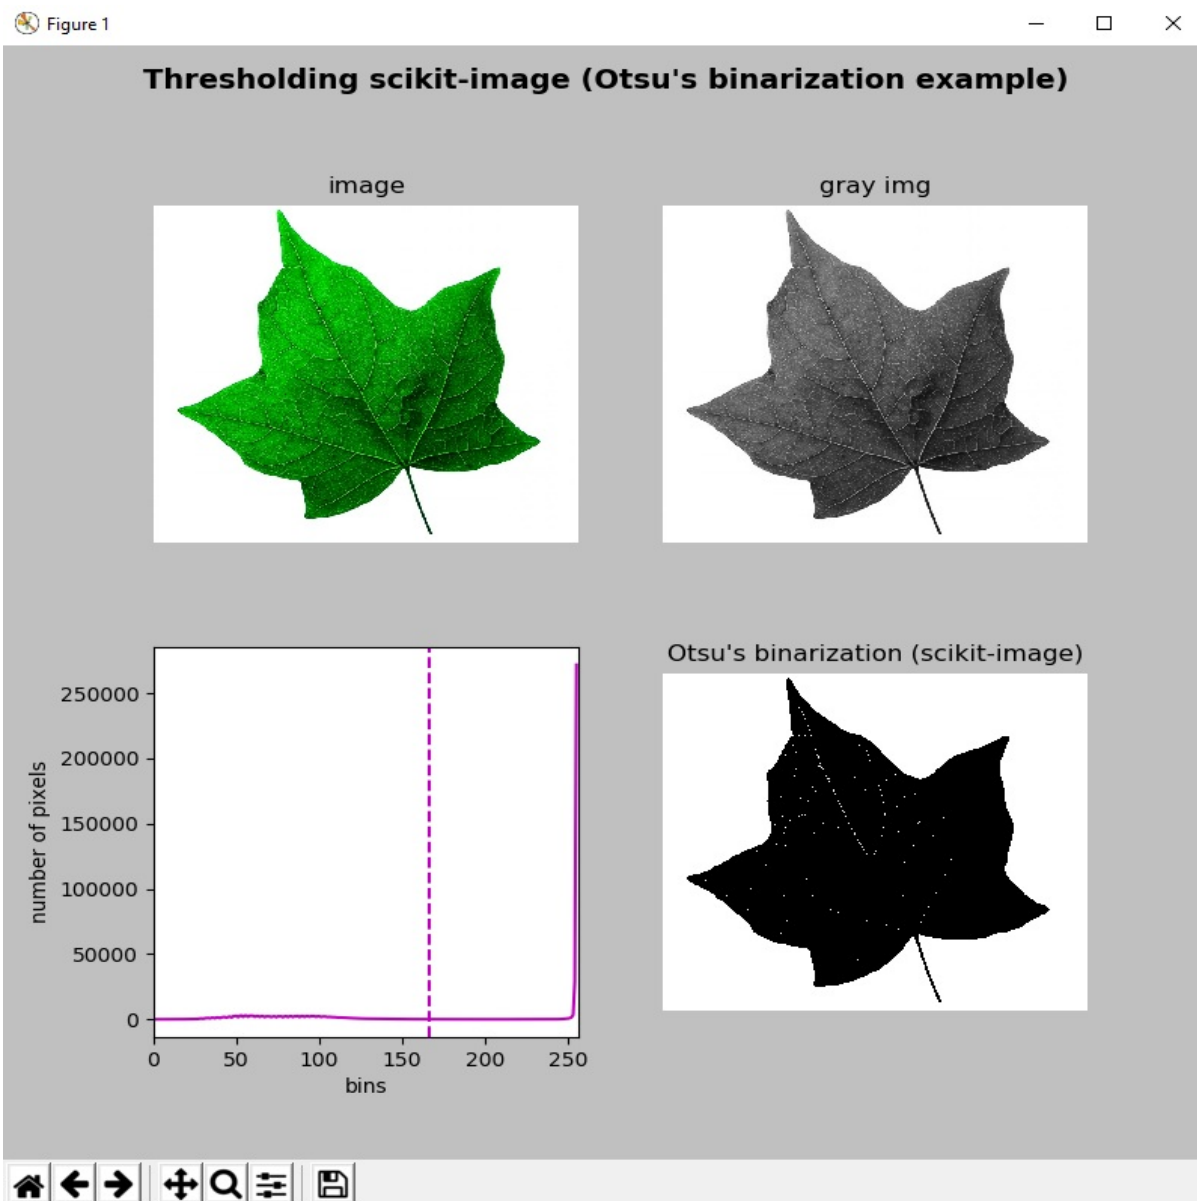 Figure 1
Thresholding scikit-image (Otsu's binarization example)
image
gray img
number of pixels
250000
200000
150000
100000
50000
0
0 50 100 150 200 250
bins
Otsu's binarization (scikit-image)